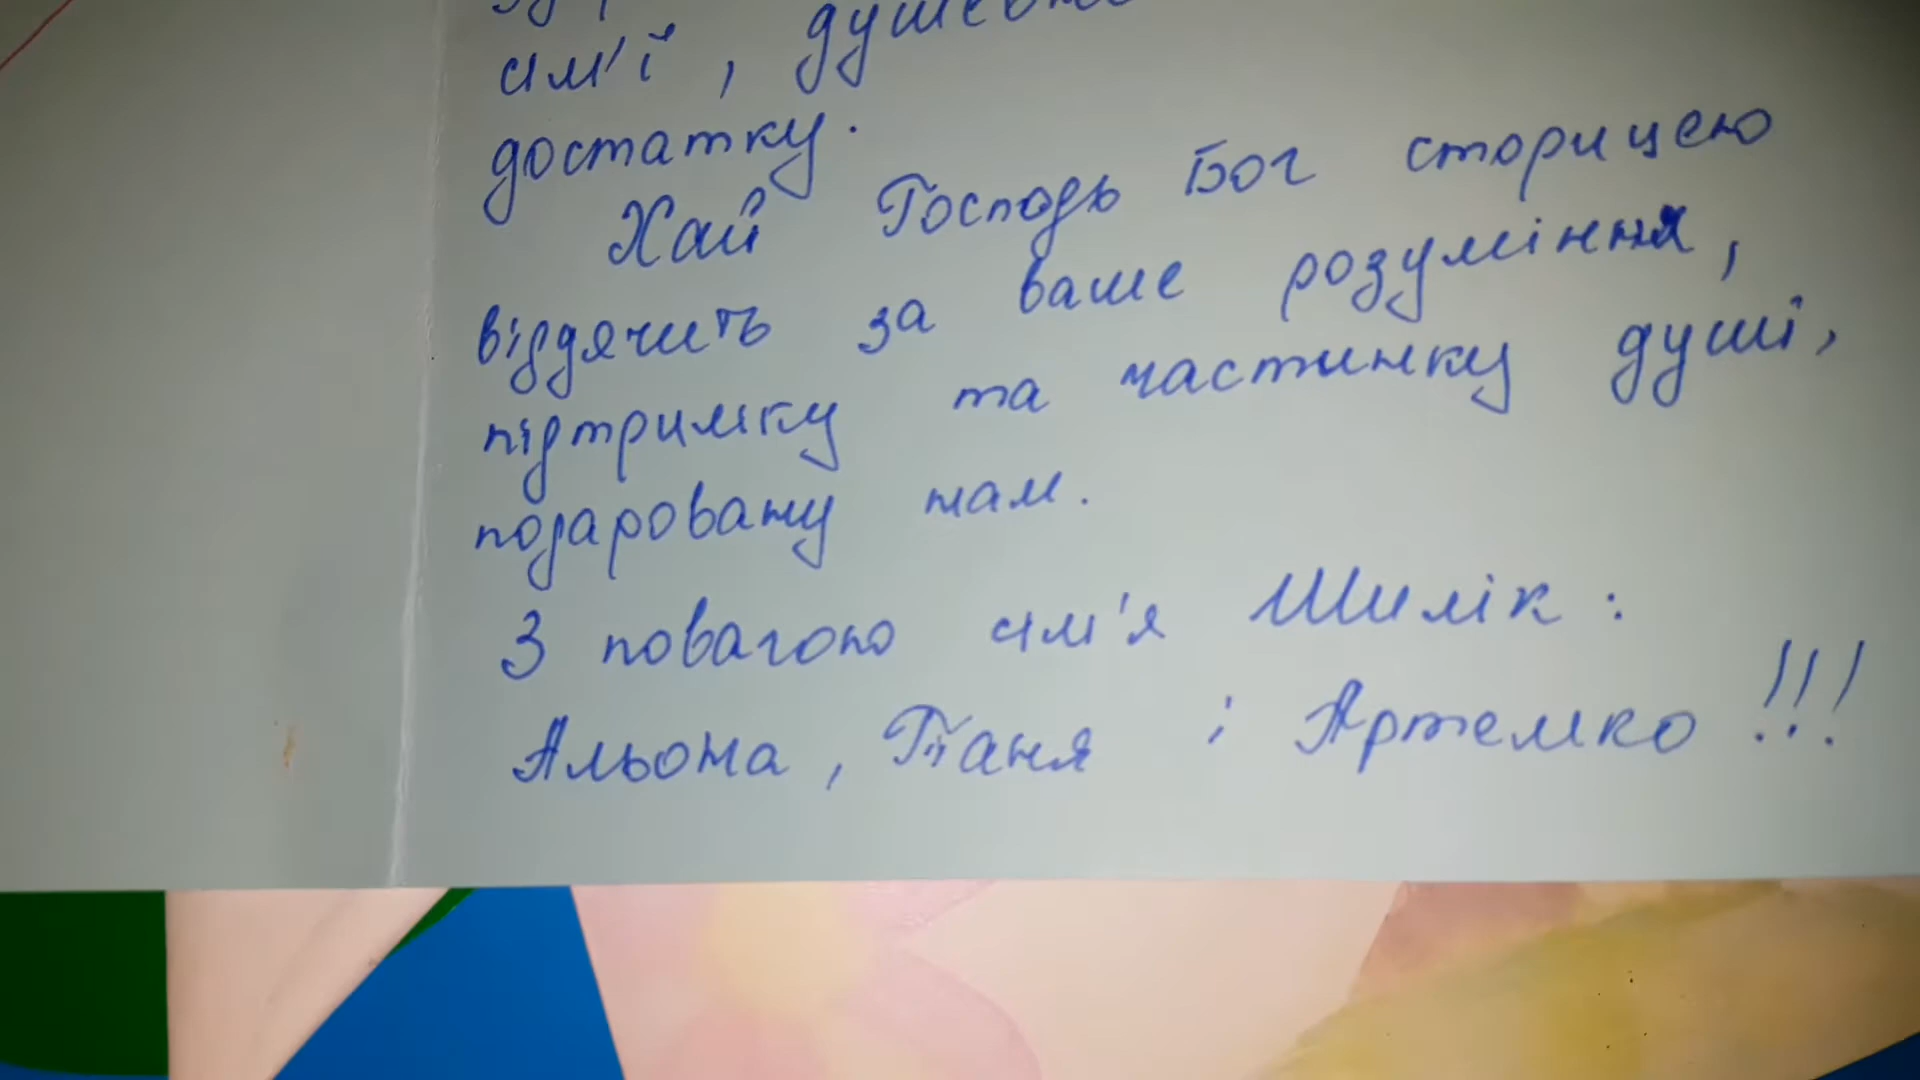 сім'ї, душевно
достатку.
Хай Господь Бог сторицею
віддячить за ваше розуміння,
підтримку та частинку душі,
подаровану нам.
З повагою сім'я Шилік:
Альона, Таня і Артемко!!!